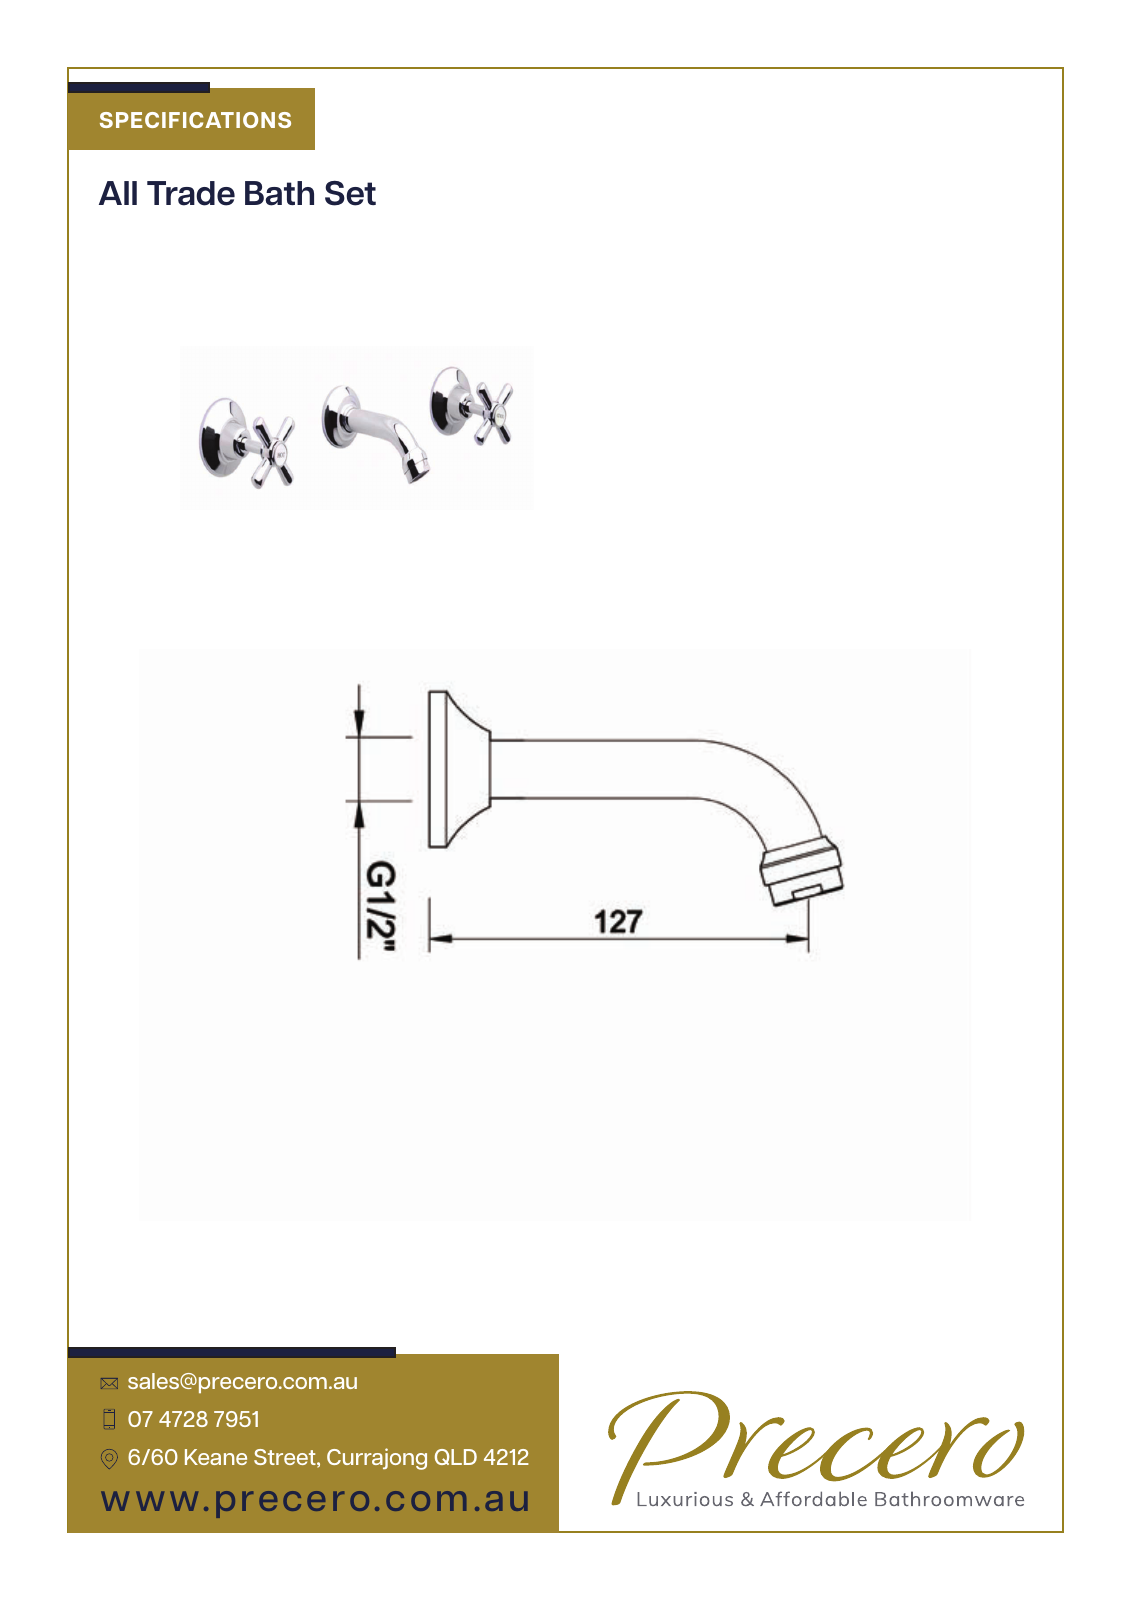 SPECIFICATIONS
All Trade Bath Set
G1/2"
127
sales@precero.com.au
07 4728 7951
6/60 Keane Street, Currajong QLD 4212
www.precero.com.au
Precero
Luxurious & Affordable Bathroomware